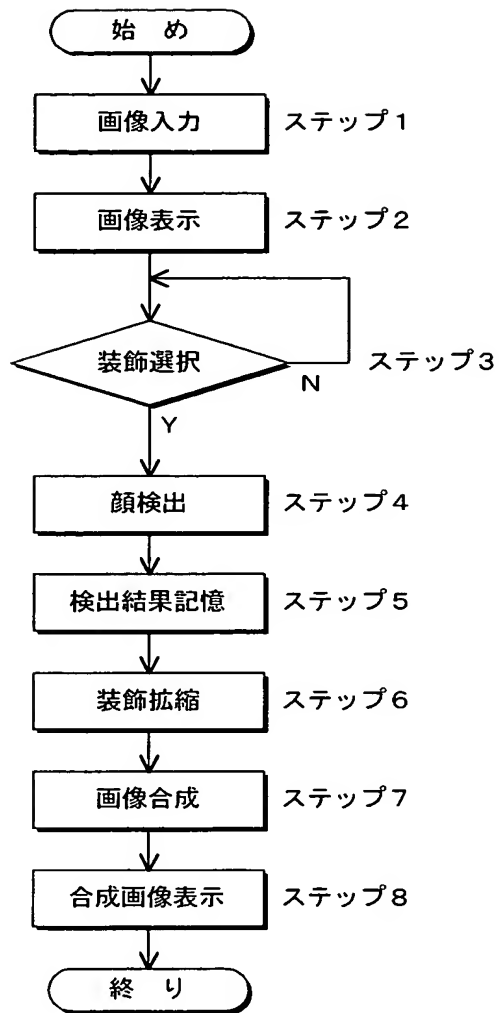 始　め
画像入力　ステップ１
画像表示　ステップ２
装飾選択　ステップ３
N
Y
顔検出　ステップ４
検出結果記憶　ステップ５
装飾拡縮　ステップ６
画像合成　ステップ７
合成画像表示　ステップ８
終　り